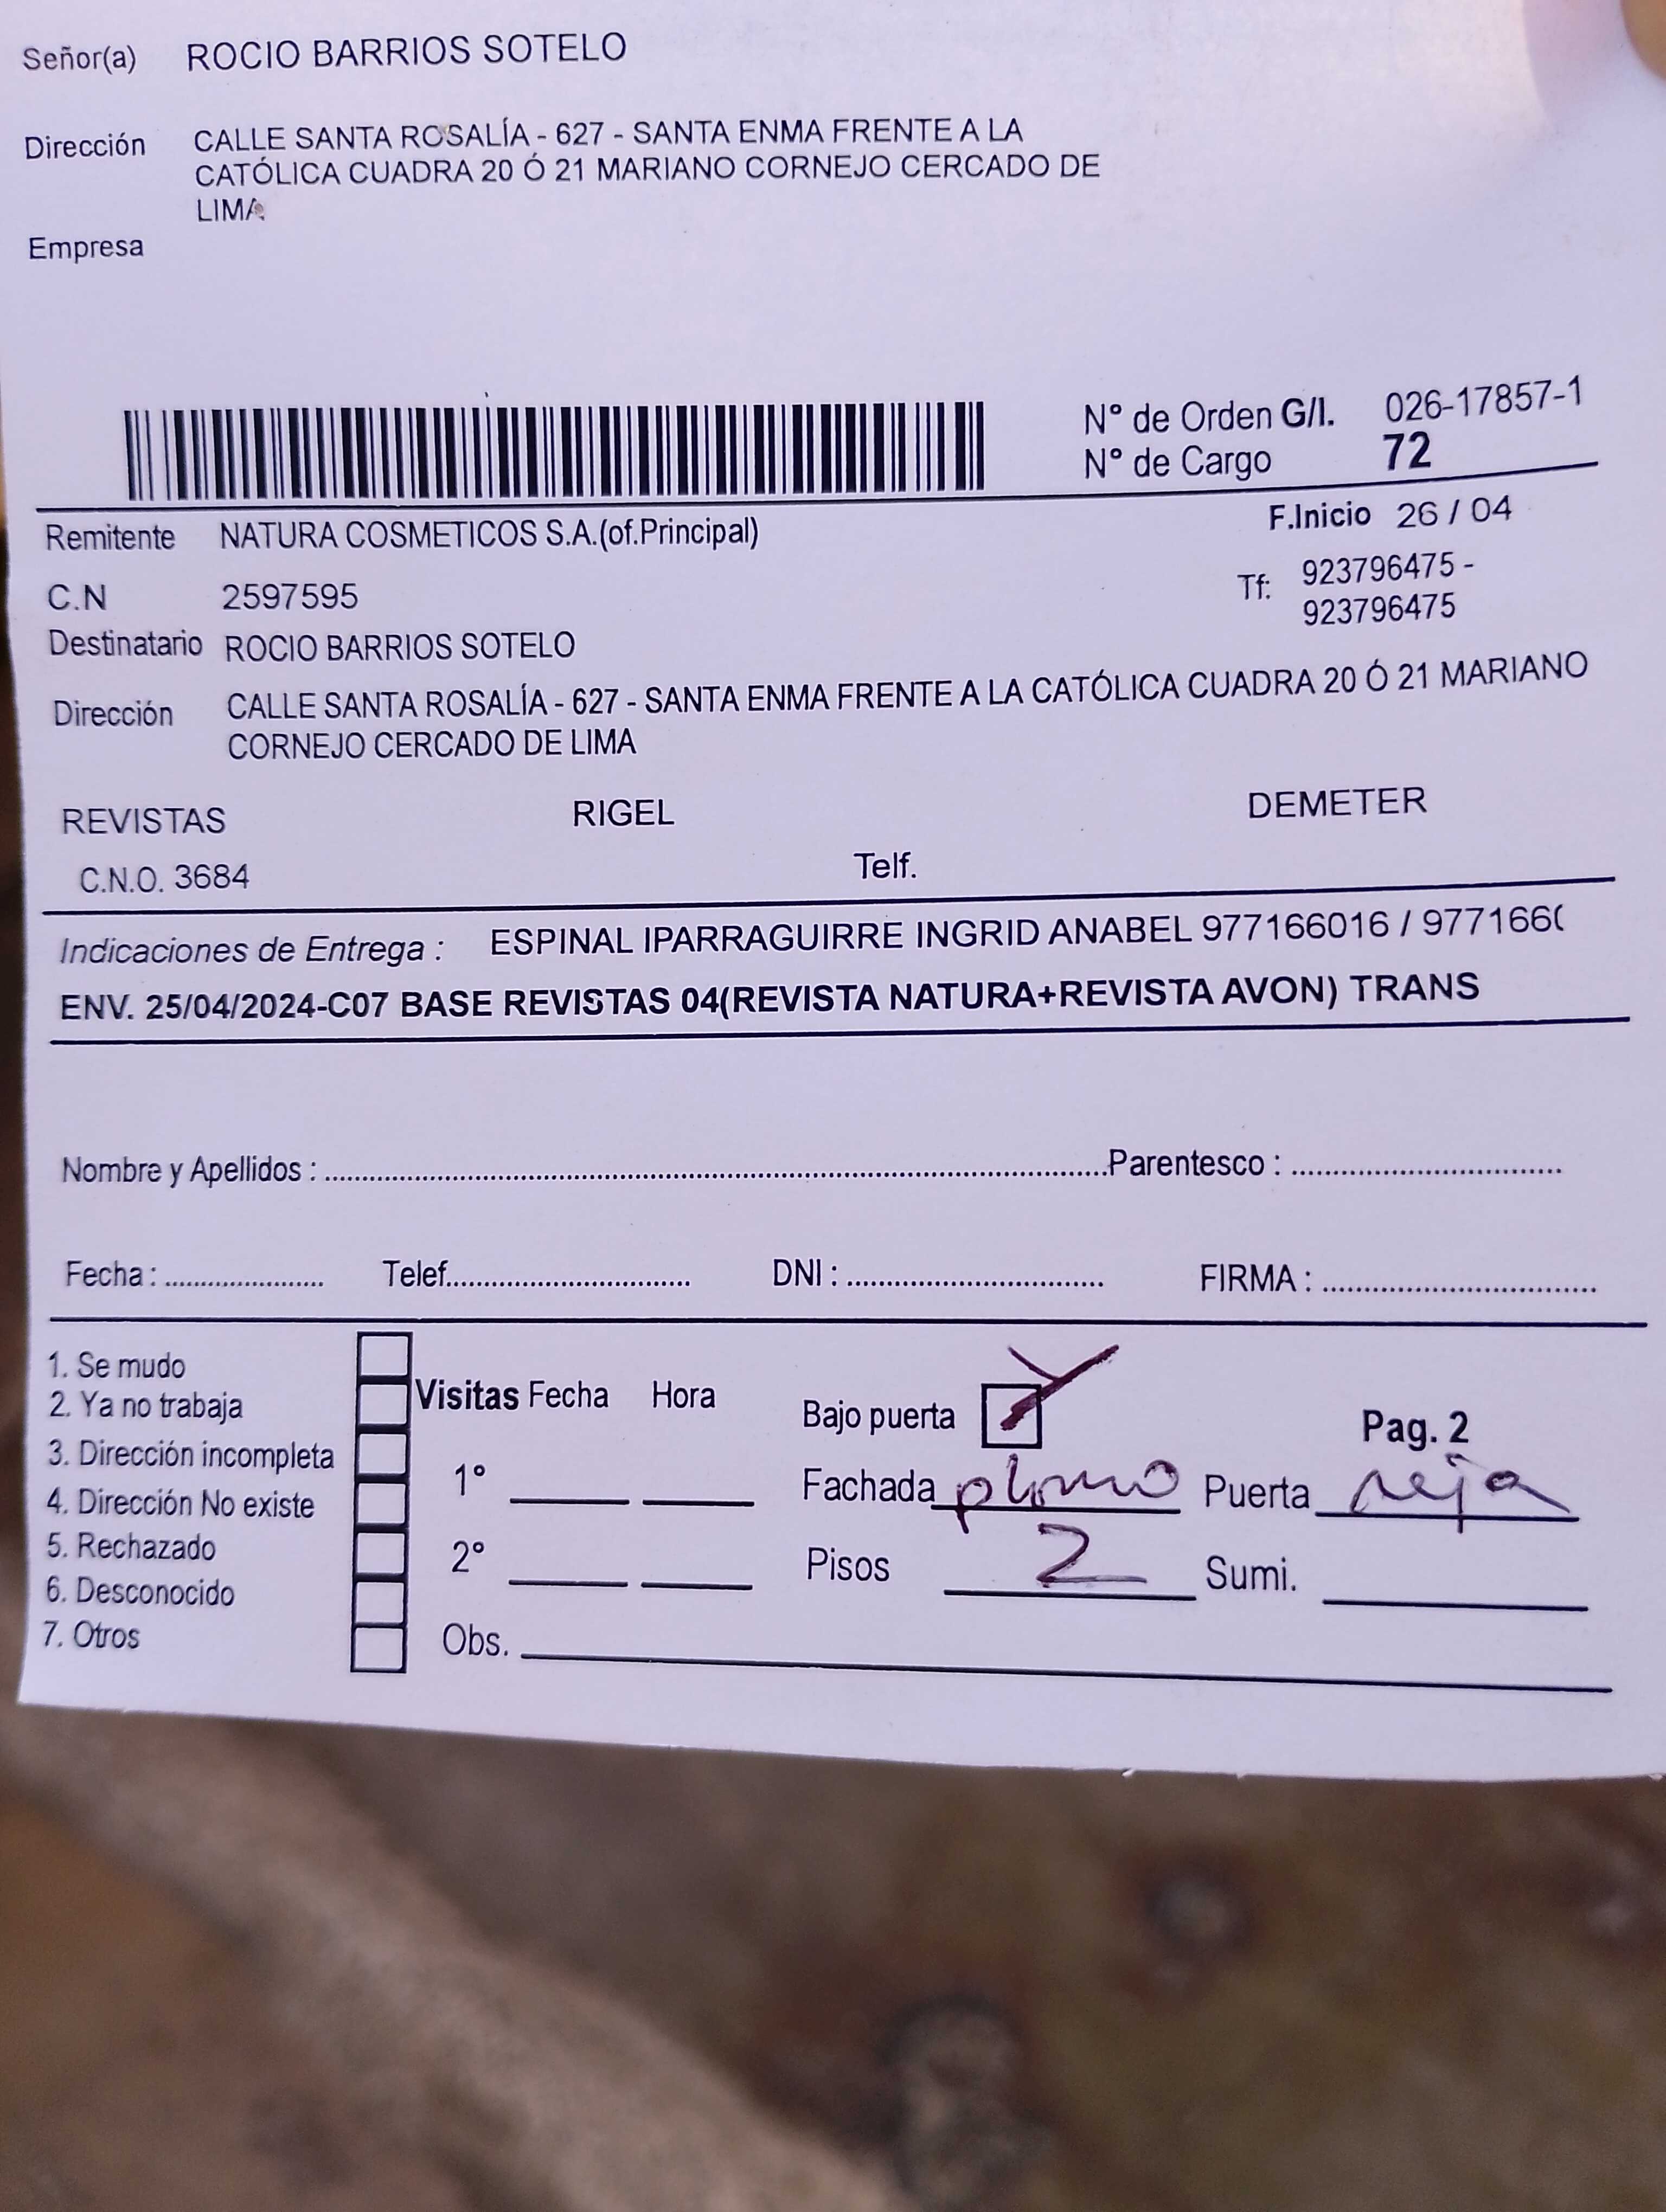 Señor(a) ROCIO BARRIOS SOTELO
Dirección CALLE SANTA ROSALÍA - 627 - SANTA ENMA FRENTE A LA
CATÓLICA CUADRA 20 Ó 21 MARIANO CORNEJO CERCADO DE
LIMA
Empresa
N° de Orden G/I. 026-17857-1
N° de Cargo 72
Remitente NATURA COSMETICOS S.A.(of.Principal) F.Inicio 26 / 04
C.N 2597595 Tf: 923796475 -
923796475
Destinatario ROCIO BARRIOS SOTELO
Dirección CALLE SANTA ROSALÍA - 627 - SANTA ENMA FRENTE A LA CATÓLICA CUADRA 20 Ó 21 MARIANO
CORNEJO CERCADO DE LIMA
REVISTAS RIGEL DEMETER
C.N.O. 3684 Telf.
Indicaciones de Entrega : ESPINAL IPARRAGUIRRE INGRID ANABEL 977166016 / 9771660
ENV. 25/04/2024-C07 BASE REVISTAS 04(REVISTA NATURA+REVISTA AVON) TRANS
Nombre y Apellidos : Parentesco :
Fecha : Telef. DNI : FIRMA :
1. Se mudo
2. Ya no trabaja
3. Dirección incompleta
4. Dirección No existe
5. Rechazado
6. Desconocido
7. Otros
Visitas Fecha Hora
1°
2°
Obs.
Bajo puerta Pag. 2
Fachada plomo Puerta reja
Pisos 2 Sumi.